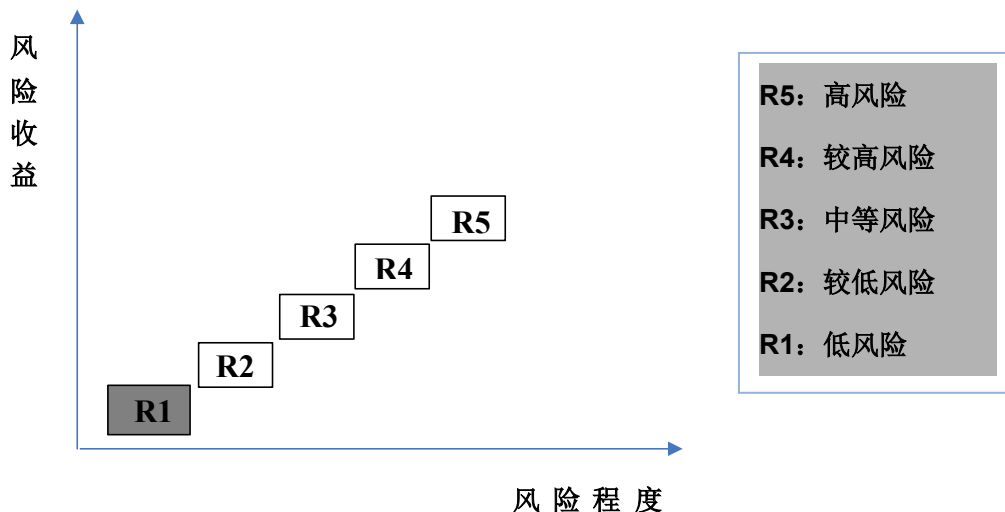 风
险
收
益
R5
R4
R3
R2
R1
风 险 程 度
R5：高风险
R4：较高风险
R3：中等风险
R2：较低风险
R1：低风险